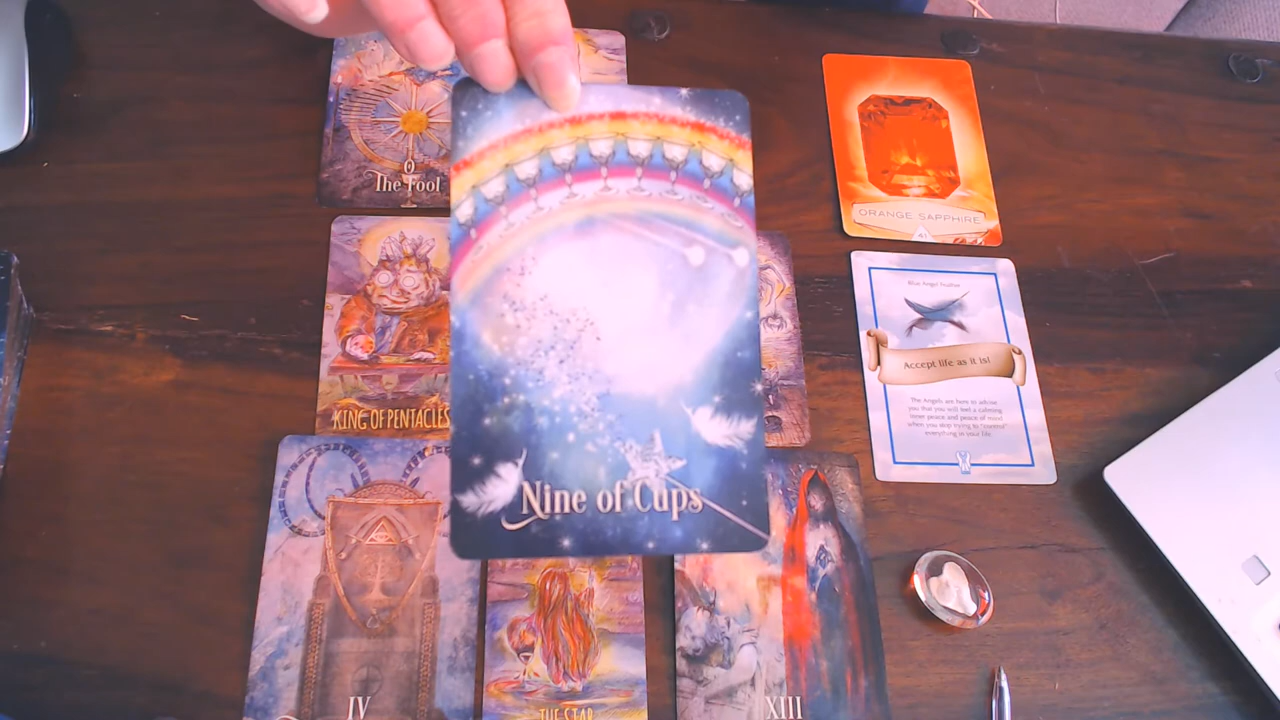 0
The Fool
ORANGE SAPPHIRE
41
KING OF PENTACLES
Blue Angel Feather
Accept life as it is!
The Angels are here to advise
you that you will feel a calming
inner peace and peace of mind
when you stop trying to "control"
everything in your life
Nine of Cups
IV
THE STAR
XIII